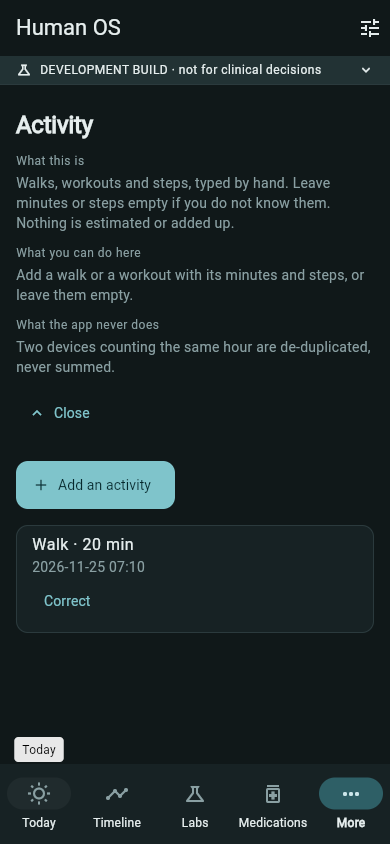 Human OS
DEVELOPMENT BUILD · not for clinical decisions
Activity
What this is
Walks, workouts and steps, typed by hand. Leave
minutes or steps empty if you do not know them.
Nothing is estimated or added up.
What you can do here
Add a walk or a workout with its minutes and steps, or
leave them empty.
What the app never does
Two devices counting the same hour are de-duplicated,
never summed.
Close
Add an activity
Walk · 20 min
2026-11-25 07:10
Correct
Today
Today
Timeline
Labs
Medications
More